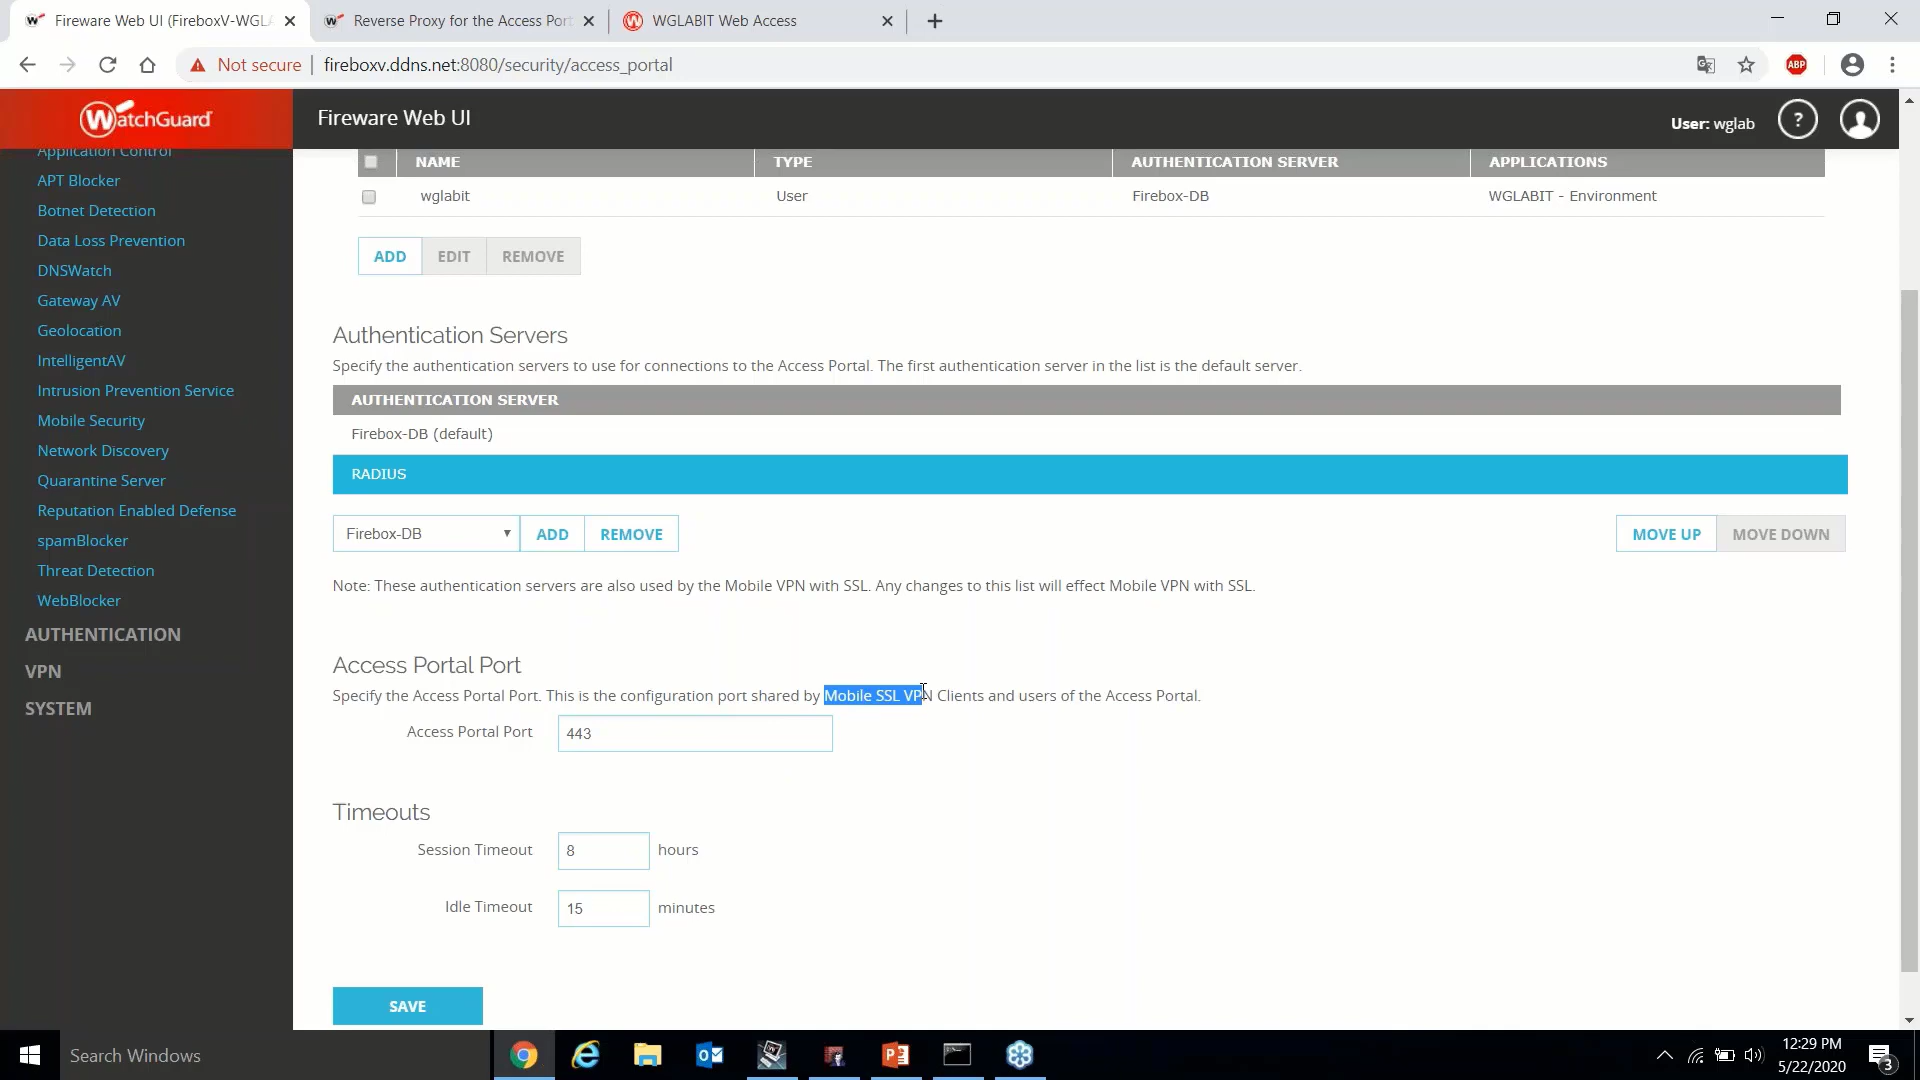 Fireware Web UI (FireboxV-WGLA
Reverse Proxy for the Access Port
WGLABIT Web Access
Not secure
fireboxv.ddns.net:8080/security/access_portal
ABP
WatchGuard
Fireware Web UI
User: wglab
?
Application Control
APT Blocker
Botnet Detection
Data Loss Prevention
DNSWatch
Gateway AV
Geolocation
IntelligentAV
Intrusion Prevention Service
Mobile Security
Network Discovery
Quarantine Server
Reputation Enabled Defense
spamBlocker
Threat Detection
WebBlocker
AUTHENTICATION
VPN
SYSTEM
NAME TYPE AUTHENTICATION SERVER APPLICATIONS
wglabit User Firebox-DB WGLABIT - Environment
ADD EDIT REMOVE
Authentication Servers
Specify the authentication servers to use for connections to the Access Portal. The first authentication server in the list is the default server.
AUTHENTICATION SERVER
Firebox-DB (default)
RADIUS
Firebox-DB ADD REMOVE MOVE UP MOVE DOWN
Note: These authentication servers are also used by the Mobile VPN with SSL. Any changes to this list will effect Mobile VPN with SSL.
Access Portal Port
Specify the Access Portal Port. This is the configuration port shared by Mobile SSL VPN Clients and users of the Access Portal.
Access Portal Port 443
Timeouts
Session Timeout 8 hours
Idle Timeout 15 minutes
SAVE
Search Windows
12:29 PM
5/22/2020
3